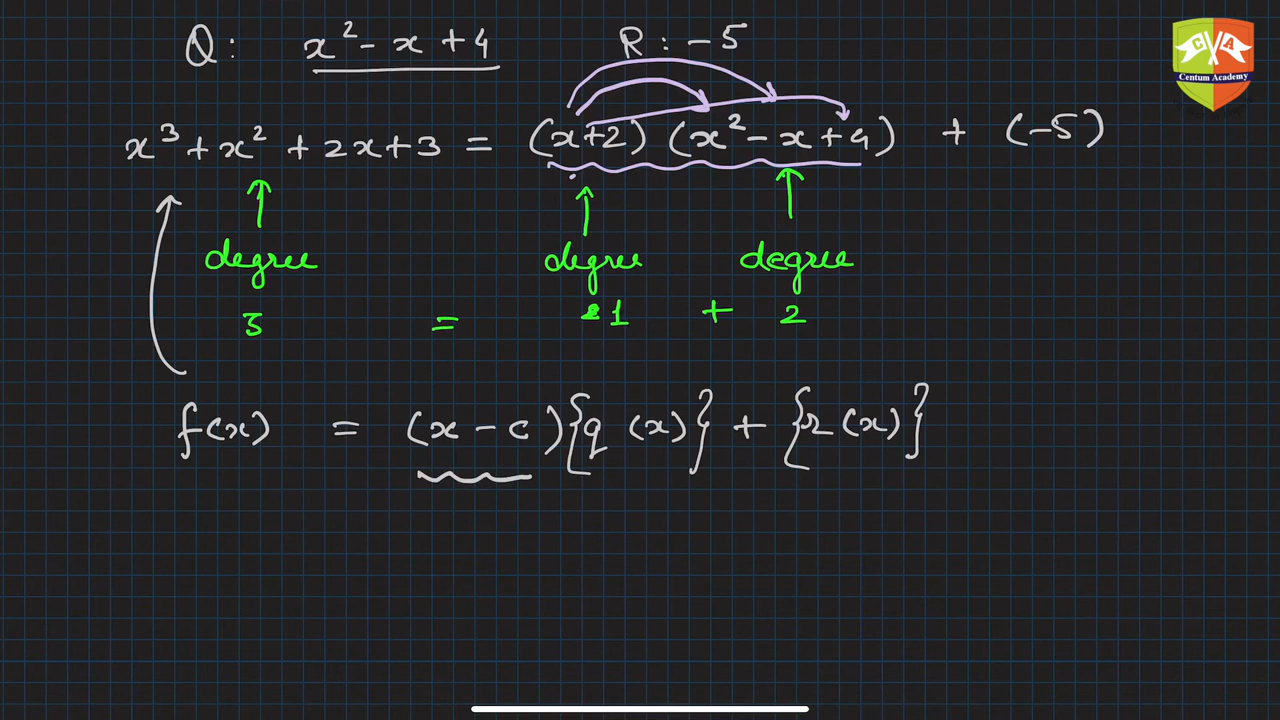 Q: x² - x + 4 R: -5
C A
Centum Academy
x³ + x² + 2x + 3 = (x+2) (x² - x + 4) + (-5)
degree degree degree
3 = 1 + 2
f(x) = (x - c) {q(x)} + {r(x)}